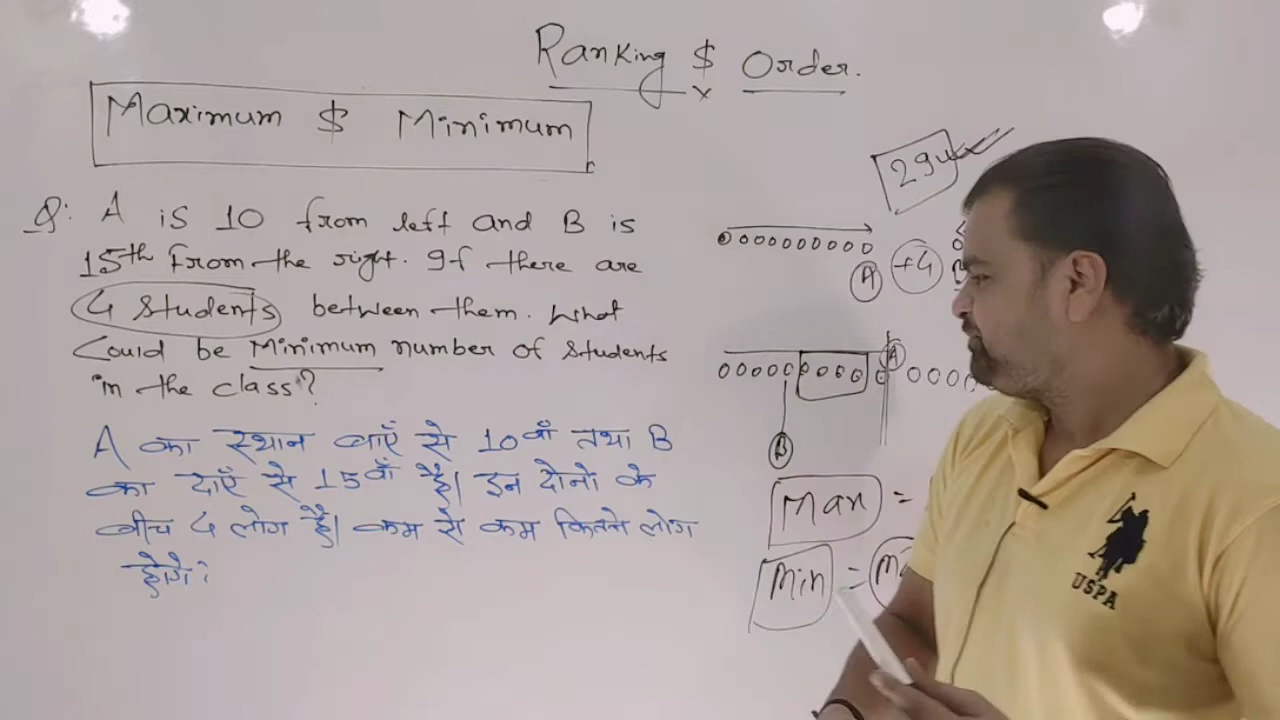 Ranking $ Order.
Maximum $ Minimum
Q: A is 10 from left and B is
15th from the right. If there are
4 Students between them. What
Could be Minimum number of students
in the class?
A का स्थान बाएँ से 10वाँ तथा B
का दाएँ से 15वाँ है। इन दोनो के
बीच 4 लोग हैं। कम से कम कितने लोग
होंगे?
29
A +4
A
B
Max =
Min =
USPA